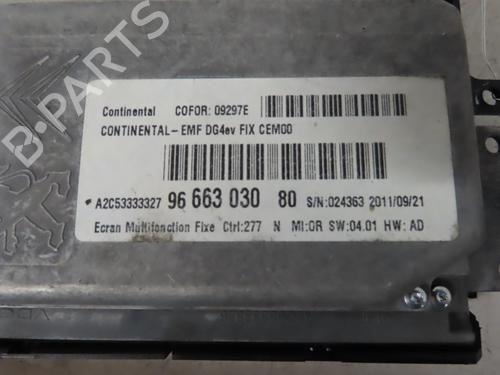 Continental COFOR: 09297E
CONTINENTAL-EMF DG4ev FIX CEM00
A2C53333327 96 663 030 80 S/N:024363 2011/09/21
Ecran Multifonction Fixe Ctrl:277 N MI:GR SW:04.01 HW: AD
B-PARTS